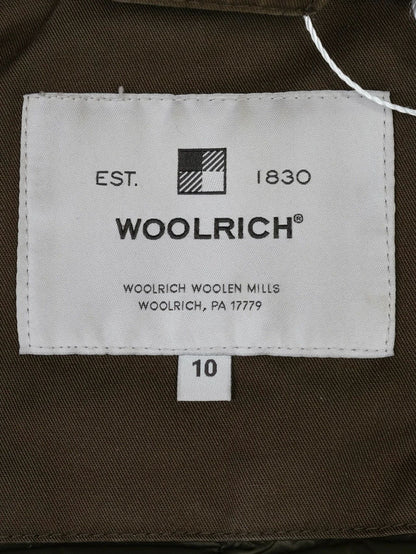 EST. 1830
WOOLRICH®
WOOLRICH WOOLEN MILLS
WOOLRICH, PA 17779
10